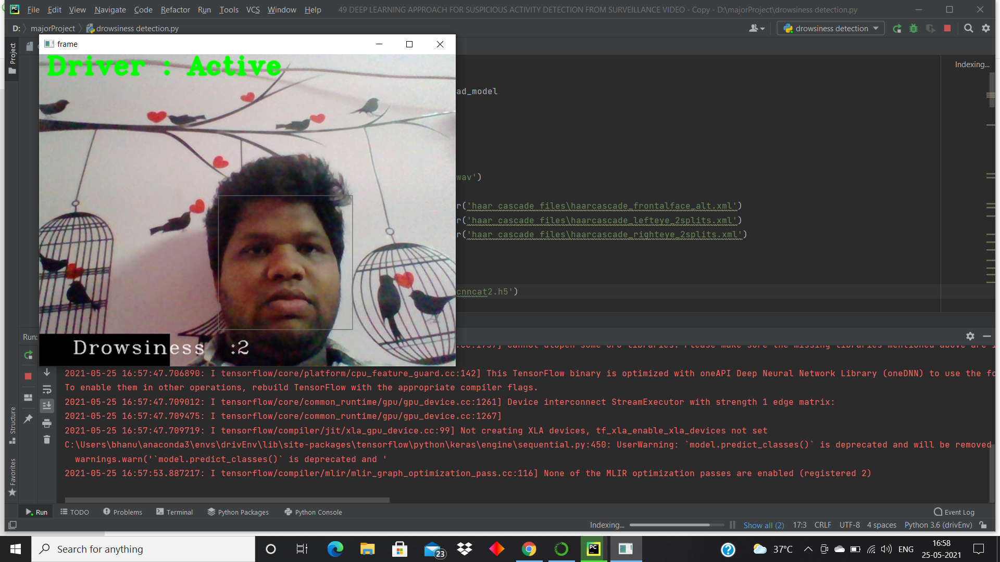 File Edit View Navigate Code Refactor Run Tools VCS Window Help 49 DEEP LEARNING APPROACH FOR SUSPICIOUS ACTIVITY DETECTION FROM SURVEILLANCE VIDEO - Copy - D:\majorProject\drowsiness detection.py
D: majorProject drowsiness detection.py drowsiness detection
Project
frame
Driver : Active
Indexing...
ad_model
wav')
r('haar cascade files\haarcascade_frontalface_alt.xml')
r('haar cascade files\haarcascade_lefteye_2splits.xml')
r('haar cascade files\haarcascade_righteye_2splits.xml')
cnncat2.h5')
Run:
Drowsiness :2
2021-05-25 16:57:47.706890: I tensorflow/core/platform/cpu_feature_guard.cc:142] This TensorFlow binary is optimized with oneAPI Deep Neural Network Library (oneDNN) to use the fo
To enable them in other operations, rebuild TensorFlow with the appropriate compiler flags.
2021-05-25 16:57:47.709012: I tensorflow/core/common_runtime/gpu/gpu_device.cc:1261] Device interconnect StreamExecutor with strength 1 edge matrix:
2021-05-25 16:57:47.709475: I tensorflow/core/common_runtime/gpu/gpu_device.cc:1267]
2021-05-25 16:57:47.709719: I tensorflow/compiler/jit/xla_gpu_device.cc:99] Not creating XLA devices, tf_xla_enable_xla_devices not set
C:\Users\bhanu\anaconda3\envs\drivEnv\lib\site-packages\tensorflow\python\keras\engine\sequential.py:450: UserWarning: `model.predict_classes()` is deprecated and will be removed
warnings.warn('`model.predict_classes()` is deprecated and '
2021-05-25 16:57:53.887217: I tensorflow/compiler/mlir/mlir_graph_optimization_pass.cc:116] None of the MLIR optimization passes are enabled (registered 2)
Structure
Favorites
Run TODO Problems Terminal Python Packages Python Console Event Log
Indexing... Show all (2) 17:3 CRLF UTF-8 4 spaces Python 3.6 (drivEnv)
Search for anything 23 37°C ENG 16:58
25-05-2021